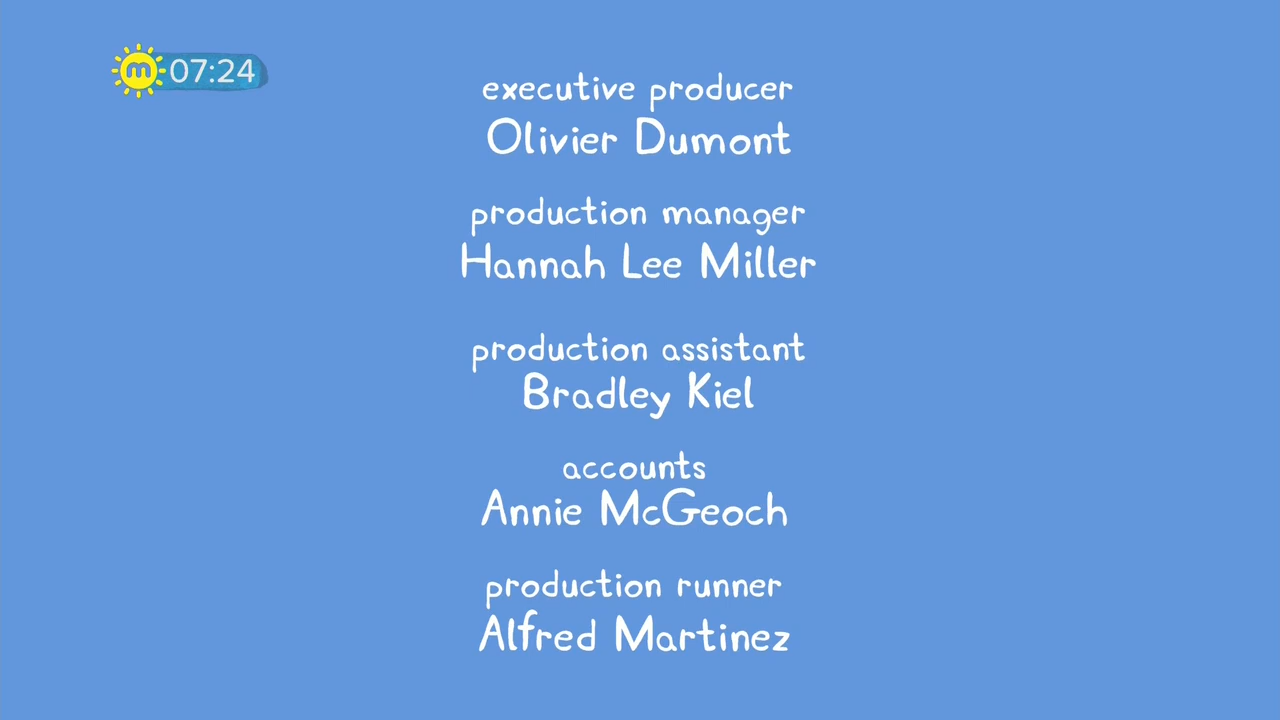 m 07:24
executive producer
Olivier Dumont
production manager
Hannah Lee Miller
production assistant
Bradley Kiel
accounts
Annie McGeoch
production runner
Alfred Martinez